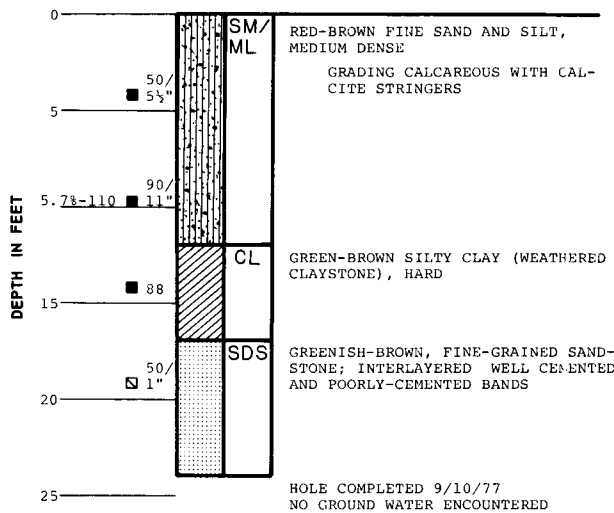 0
SM/
ML
RED-BROWN FINE SAND AND SILT,
MEDIUM DENSE
GRADING CALCAREOUS WITH CAL-
CITE STRINGERS
50/
5½"
5
90/
5.7%-110
11"
DEPTH IN FEET
CL
GREEN-BROWN SILTY CLAY (WEATHERED
CLAYSTONE), HARD
88
15
SDS
GREENISH-BROWN, FINE-GRAINED SAND-
STONE; INTERLAYERED WELL CEMENTED
AND POORLY-CEMENTED BANDS
50/
1"
20
HOLE COMPLETED 9/10/77
25
NO GROUND WATER ENCOUNTERED